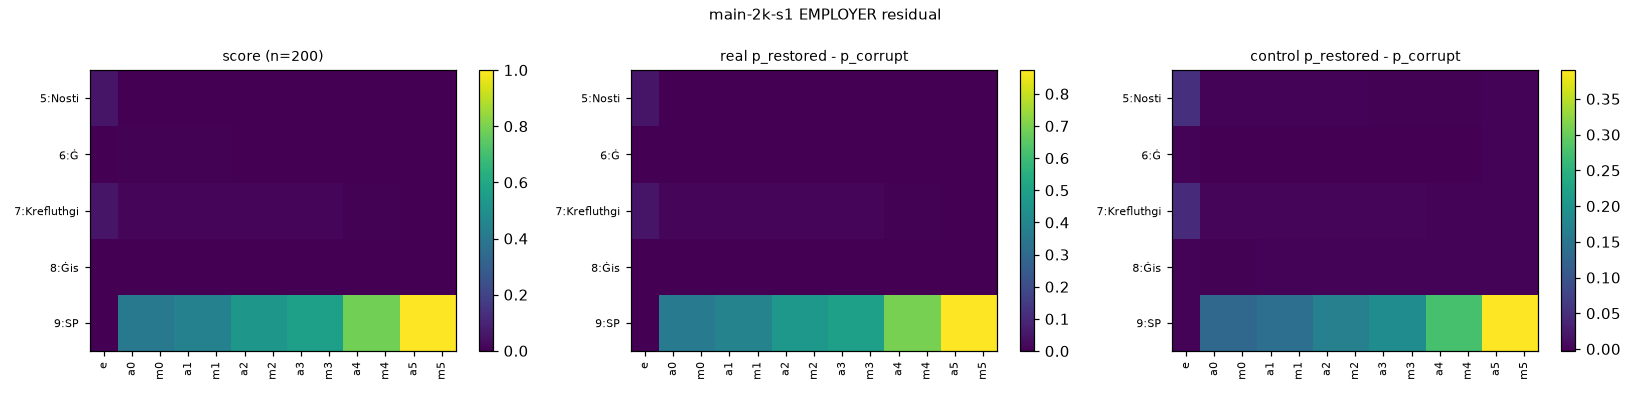 main-2k-s1 EMPLOYER residual
score (n=200)
5:Nosti
6:Ġ
7:Krefluthgi
8:Ġis
9:SP
e a0 m0 a1 m1 a2 m2 a3 m3 a4 m4 a5 m5
1.0
0.8
0.6
0.4
0.2
0.0
real p_restored - p_corrupt
5:Nosti
6:Ġ
7:Krefluthgi
8:Ġis
9:SP
e a0 m0 a1 m1 a2 m2 a3 m3 a4 m4 a5 m5
0.8
0.7
0.6
0.5
0.4
0.3
0.2
0.1
0.0
control p_restored - p_corrupt
5:Nosti
6:Ġ
7:Krefluthgi
8:Ġis
9:SP
e a0 m0 a1 m1 a2 m2 a3 m3 a4 m4 a5 m5
0.35
0.30
0.25
0.20
0.15
0.10
0.05
0.00